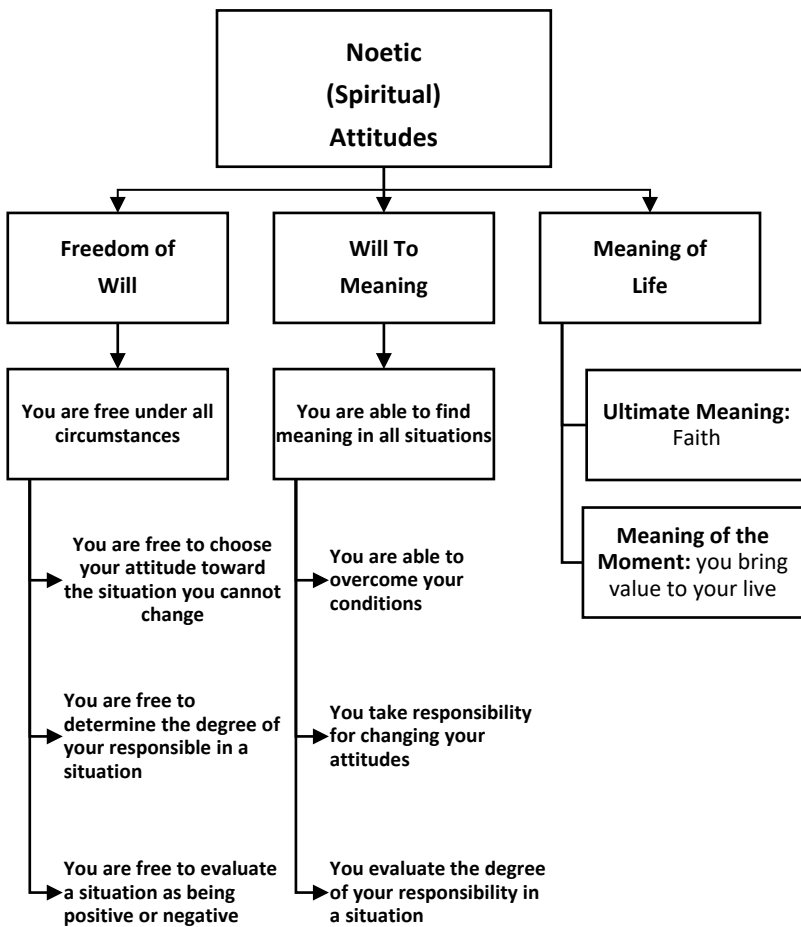 Noetic
(Spiritual)
Attitudes
Freedom of
Will
You are free under all
circumstances
You are free to choose
your attitude toward
the situation you cannot
change
You are free to
determine the degree of
your responsible in a
situation
You are free to evaluate
a situation as being
positive or negative
Will To
Meaning
You are able to find
meaning in all situations
You are able to
overcome your
conditions
You take responsibility
for changing your
attitudes
You evaluate the degree
of your responsibility in
a situation
Meaning of
Life
Ultimate Meaning:
Faith
Meaning of the
Moment: you bring
value to your live